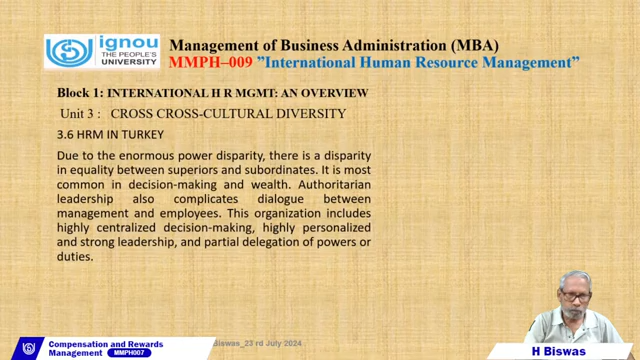 ignou
THE PEOPLE'S
UNIVERSITY
Management of Business Administration (MBA)
MMPH–009 ”International Human Resource Management”
Block 1: INTERNATIONAL H R MGMT: AN OVERVIEW
Unit 3 : CROSS CROSS-CULTURAL DIVERSITY
3.6 HRM IN TURKEY
Due to the enormous power disparity, there is a disparity
in equality between superiors and subordinates. It is most
common in decision-making and wealth. Authoritarian
leadership also complicates dialogue between
management and employees. This organization includes
highly centralized decision-making, highly personalized
and strong leadership, and partial delegation of powers or
duties.
Biswas_23 rd July 2024
Compensation and Rewards
Management MMPH007
H Biswas